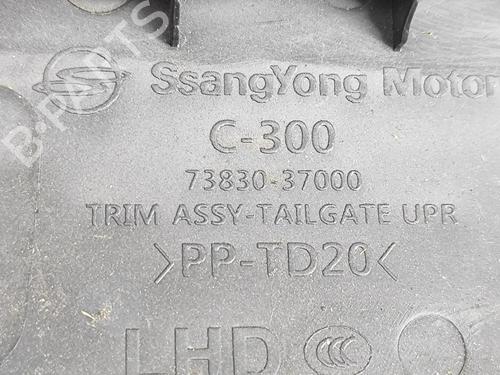 SsangYong Motor
C-300
73830-37000
TRIM ASSY-TAILGATE UPR
>PP-TD20<
LHD
B-PARTS